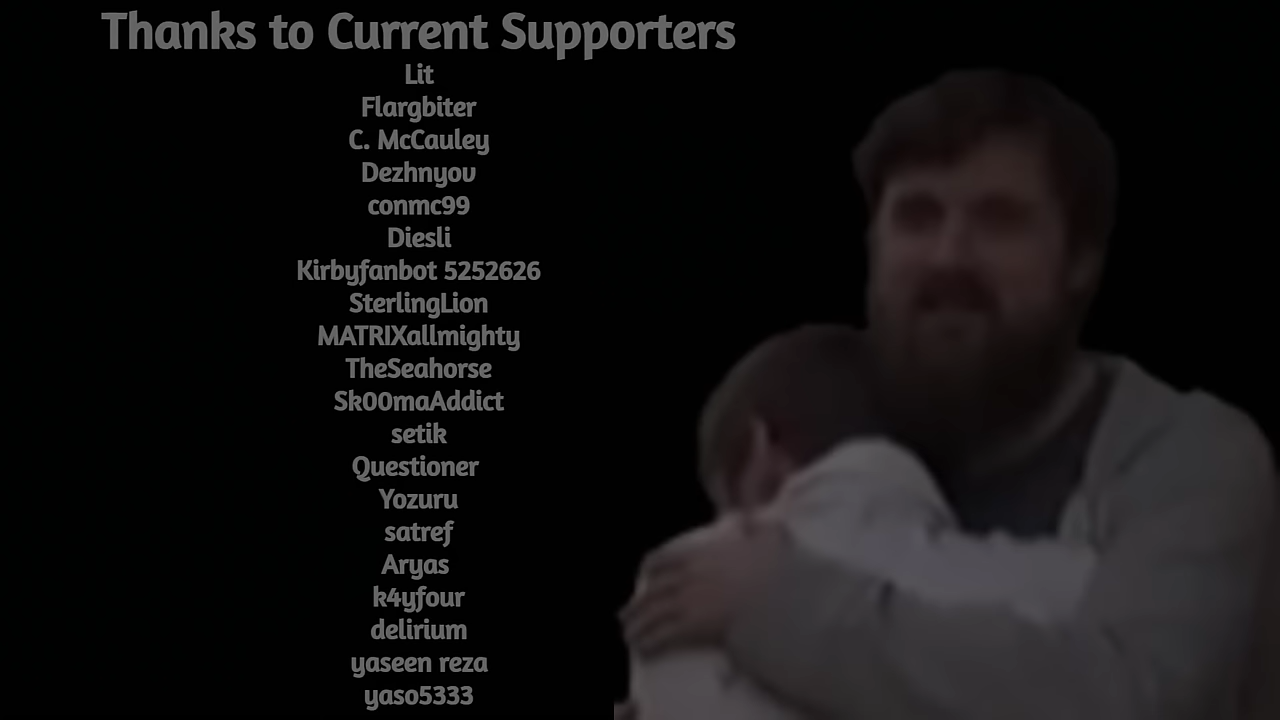 Thanks to Current Supporters
Lit
Flargbiter
C. McCauley
Dezhnyov
conmc99
Diesli
Kirbyfanbot 5252626
SterlingLion
MATRIXallmighty
TheSeahorse
Sk00maAddict
setik
Questioner
Yozuru
satref
Aryas
k4yfour
delirium
yaseen reza
yaso5333